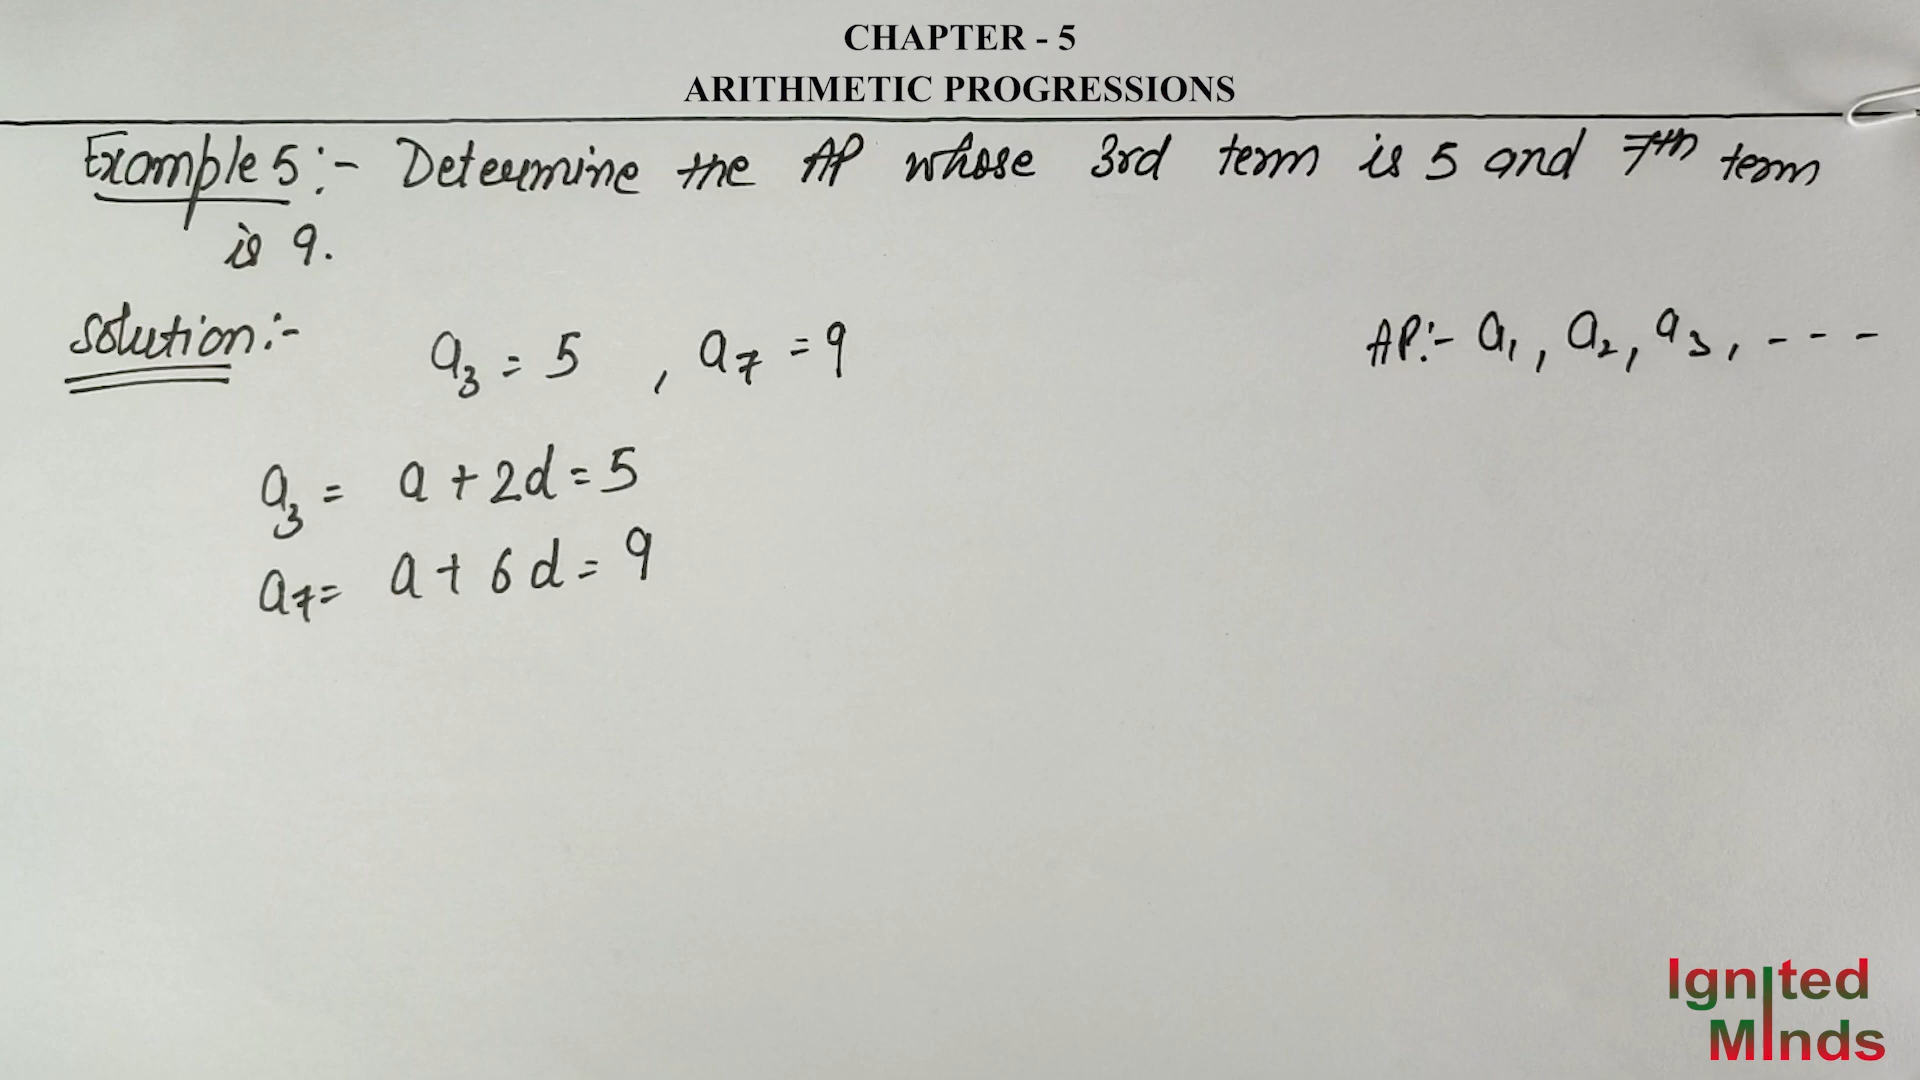 CHAPTER - 5
ARITHMETIC PROGRESSIONS
Example 5:- Determine the AP whose 3rd term is 5 and 7th term
is 9.
Solution:- a₃ = 5 , a₇ = 9 AP:- a₁, a₂, a₃, - - -
a₃ = a + 2d = 5
a₇ = a + 6d = 9
Ignited
Minds